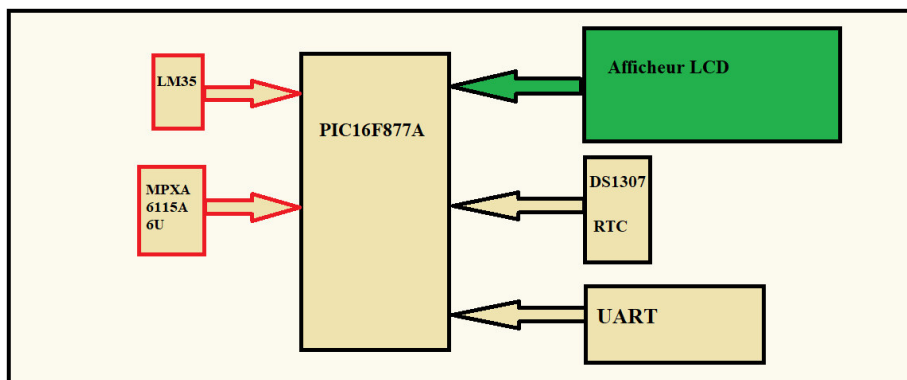 LM35
MPXA
6115A
6U
PIC16F877A
Afficheur LCD
DS1307
RTC
UART